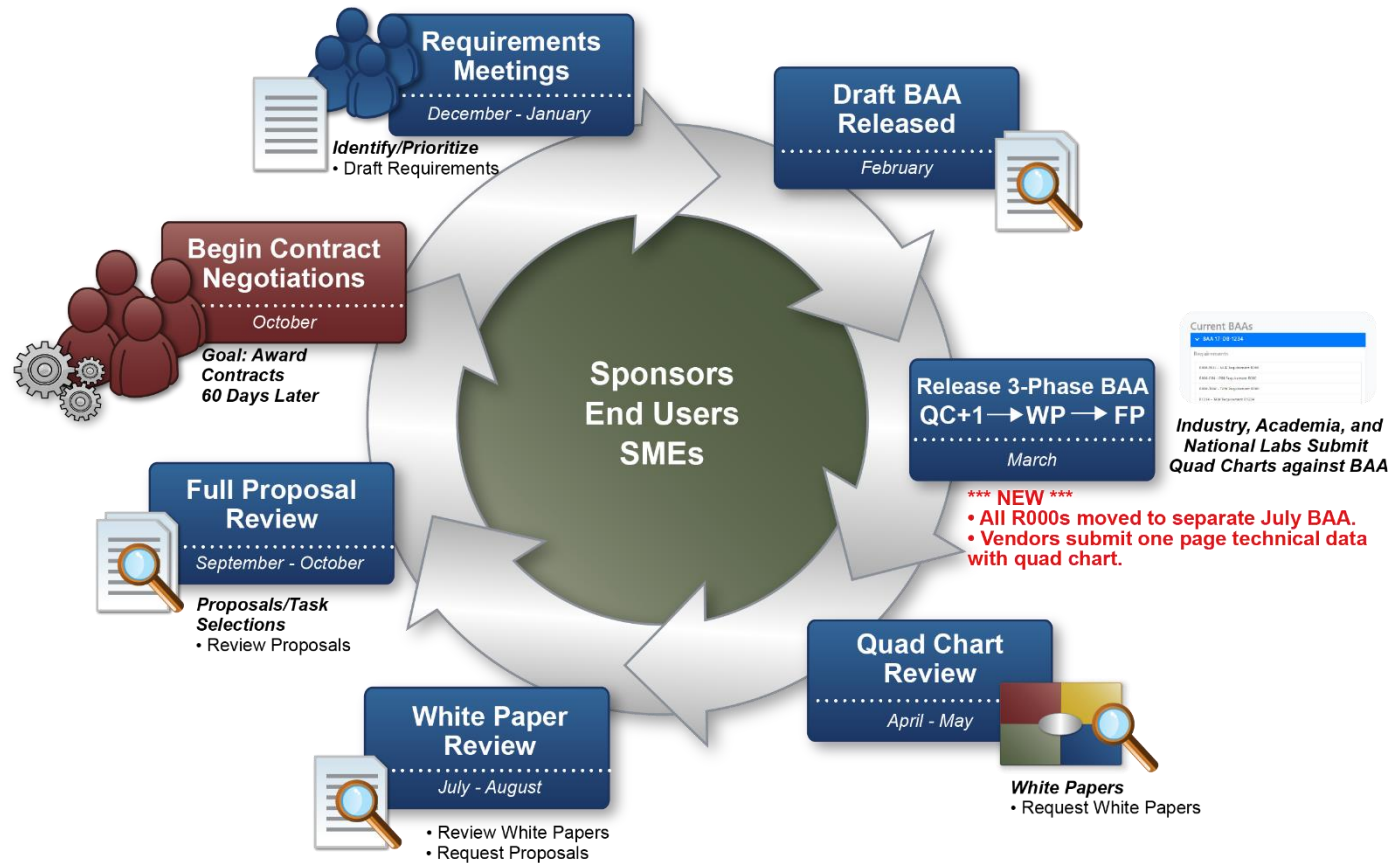 Requirements
Meetings
December - January
Identify/Prioritize
• Draft Requirements
Draft BAA
Released
February
Release 3-Phase BAA
QC+1 → WP → FP
March
Current BAAs
Industry, Academia, and
National Labs Submit
Quad Charts against BAA
*** NEW ***
• All R000s moved to separate July BAA.
• Vendors submit one page technical data
with quad chart.
Quad Chart
Review
April - May
White Papers
• Request White Papers
White Paper
Review
July - August
• Review White Papers
• Request Proposals
Full Proposal
Review
September - October
Proposals/Task
Selections
• Review Proposals
Begin Contract
Negotiations
October
Goal: Award
Contracts
60 Days Later
Sponsors
End Users
SMEs